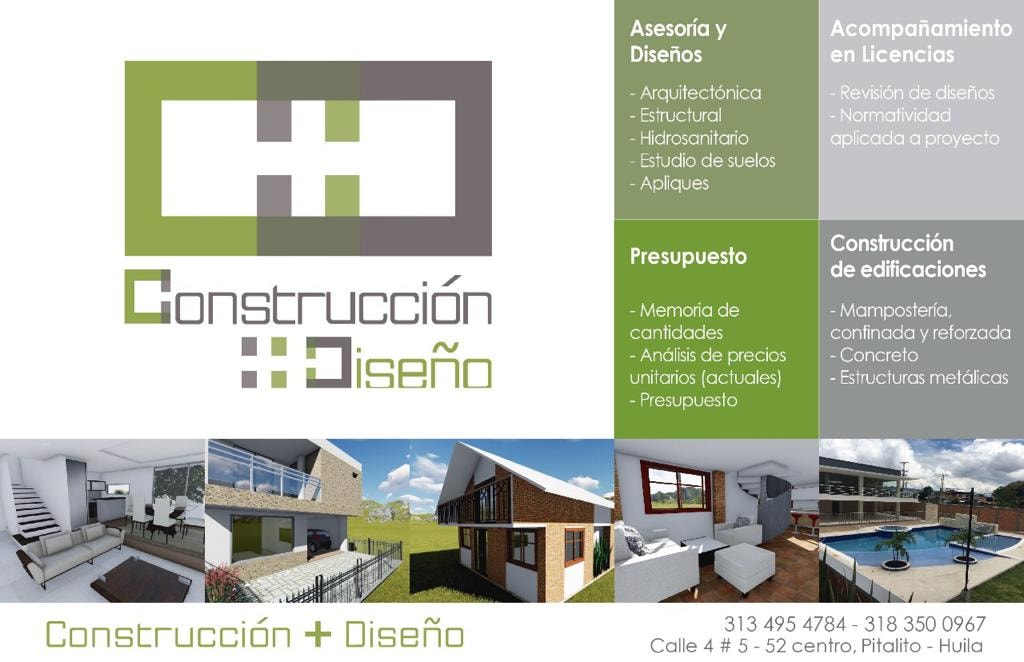 Construcción
Diseño
Asesoría y
Diseños
- Arquitectónica
- Estructural
- Hidrosanitario
- Estudio de suelos
- Apliques
Acompañamiento
en Licencias
- Revisión de diseños
- Normatividad
aplicada a proyecto
Presupuesto
- Memoria de
cantidades
- Análisis de precios
unitarios (actuales)
- Presupuesto
Construcción
de edificaciones
- Mampostería,
confinada y reforzada
- Concreto
- Estructuras metálicas
Construcción + Diseño
313 495 4784 - 318 350 0967
Calle 4 # 5 - 52 centro, Pitalito - Huila